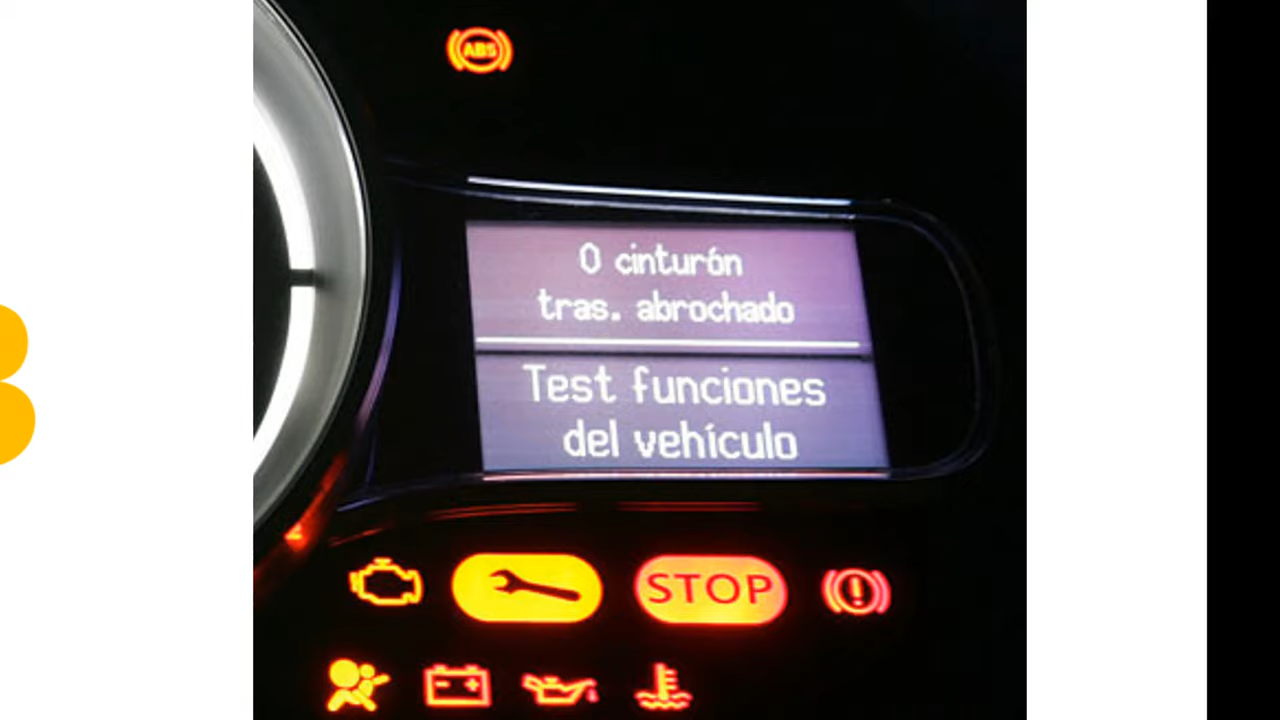 ABS
0 cinturón
tras. abrochado
Test funciones
del vehículo
STOP